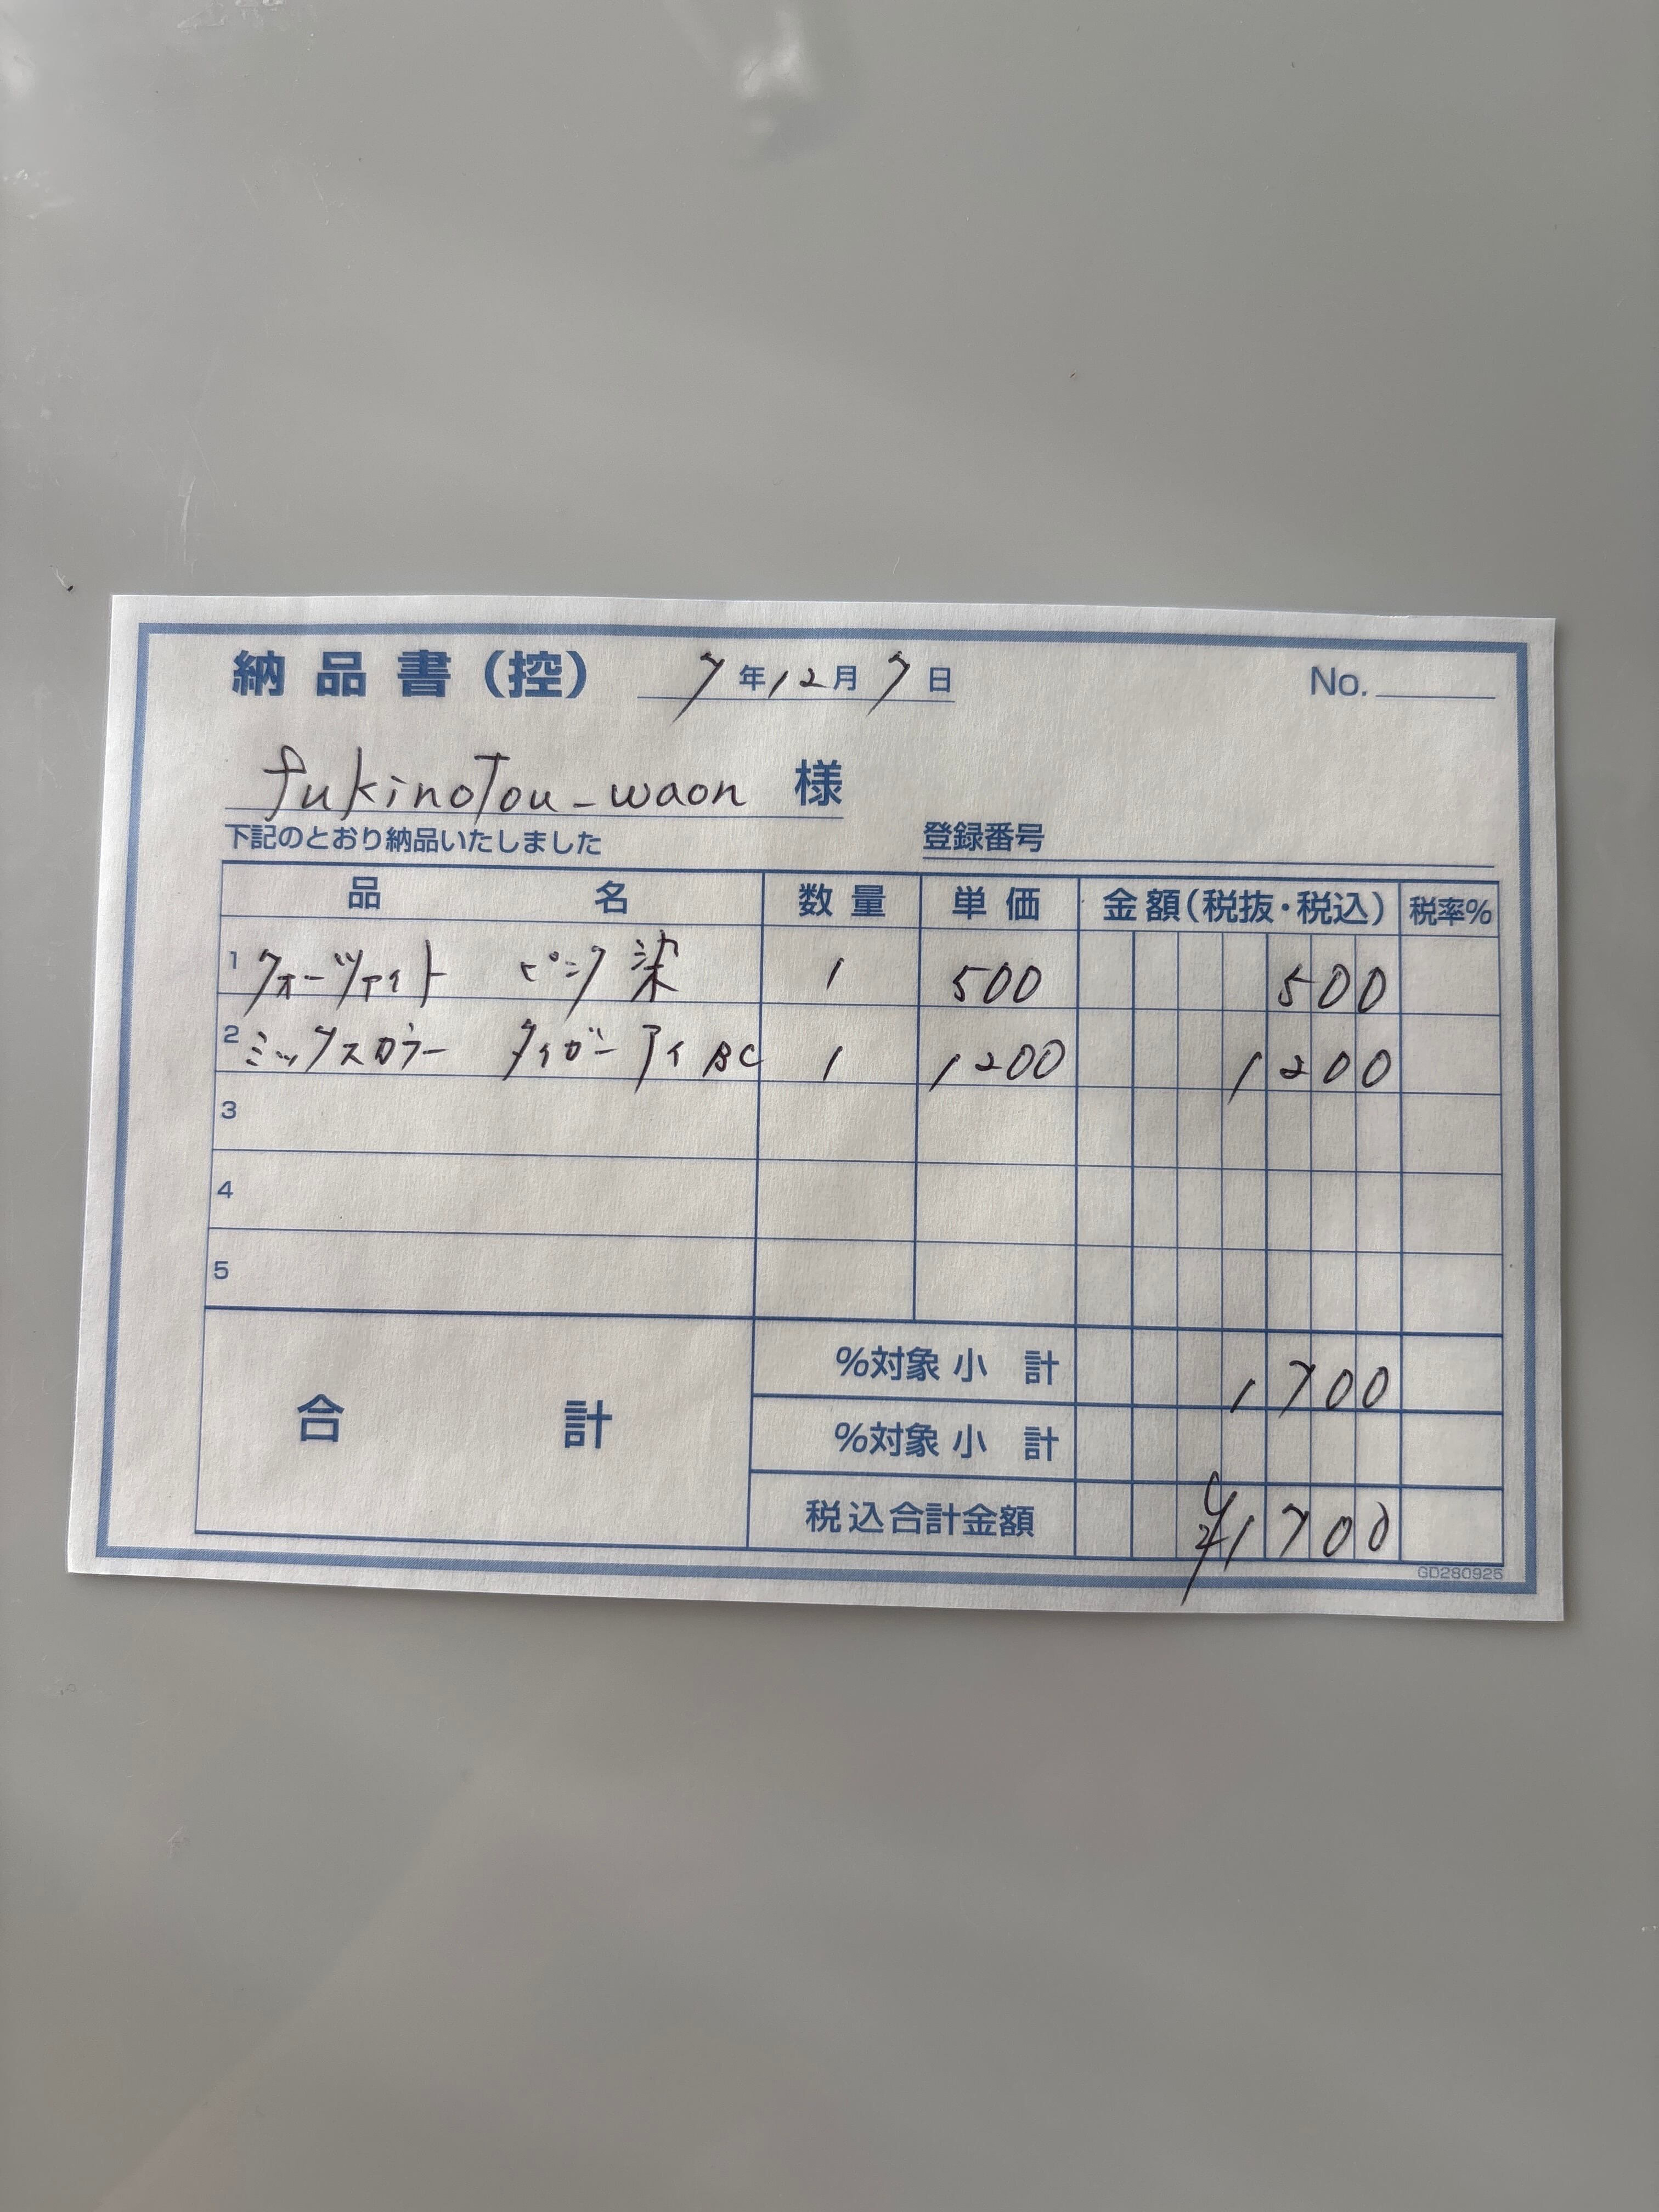 納品書(控) 7年12月7日 No.
fukinotou_waon 様
下記のとおり納品いたしました 登録番号
品名 数量 単価 金額(税抜・税込) 税率%
1 クォーツァイト ピンク染 1 500 500
2 ミックスカラー タイガーアイ BC 1 1200 1200
3
4
5
合計 %対象小計 1700
%対象小計
税込合計金額 ¥1700
GD280925